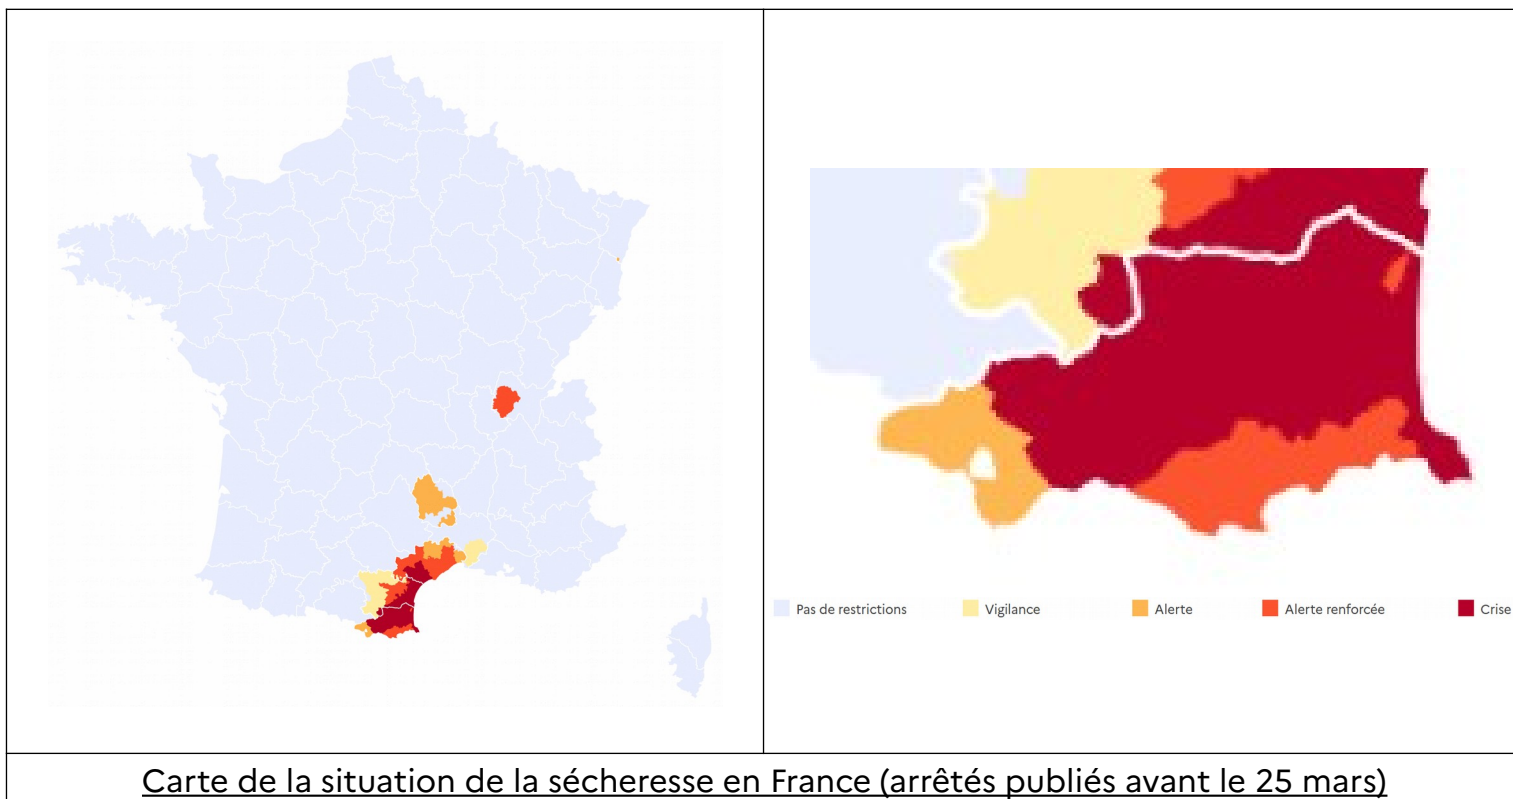 Pas de restrictions
Vigilance
Alerte
Alerte renforcée
Crise
Carte de la situation de la sécheresse en France (arrêtés publiés avant le 25 mars)